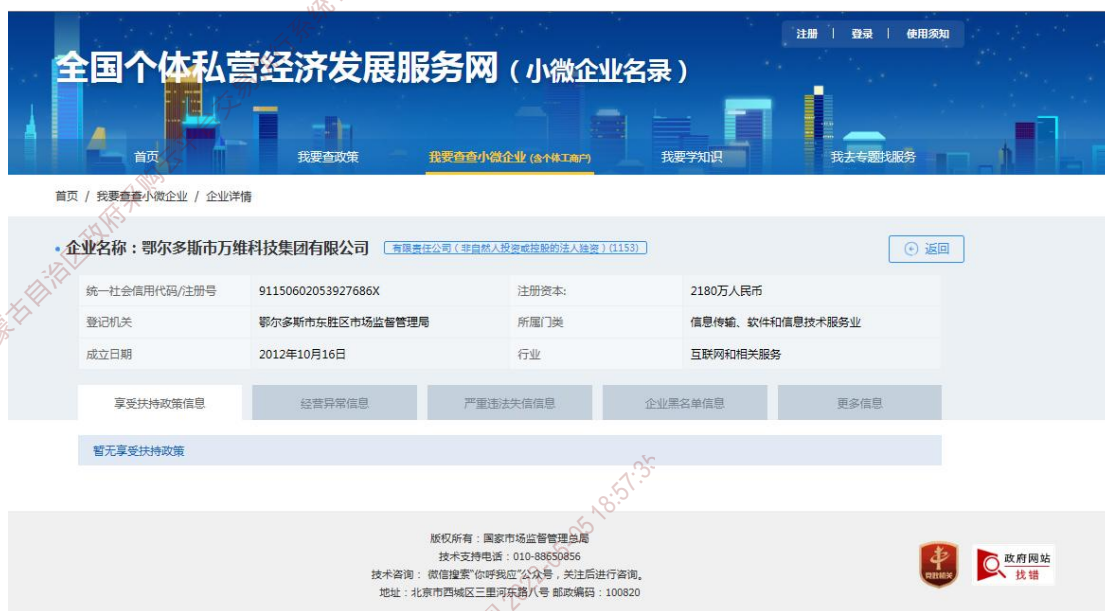 注册 | 登录 | 使用须知
全国个体私营经济发展服务网（小微企业名录）
首页 我要查政策 我要查查小微企业 (含个体工商户) 我要学知识 我去专题找服务
首页 / 我要查查小微企业 / 企业详情
企业名称：鄂尔多斯市万维科技集团有限公司 有限责任公司（非自然人投资或控股的法人独资）(1153) 返回
统一社会信用代码/注册号 91150602053927686X 注册资本: 2180万人民币
登记机关 鄂尔多斯市东胜区市场监督管理局 所属门类 信息传输、软件和信息技术服务业
成立日期 2012年10月16日 行业 互联网和相关服务
享受扶持政策信息 经营异常信息 严重违法失信信息 企业黑名单信息 更多信息
暂无享受扶持政策
版权所有：国家市场监督管理总局
技术支持电话：010-88650856
技术咨询： 微信搜索“你呼我应”公众号，关注后进行咨询。
地址：北京市西城区三里河东路八号 邮政编码：100820
党政机关
政府网站
找错
蒙古自治区政府采购
18:57:35